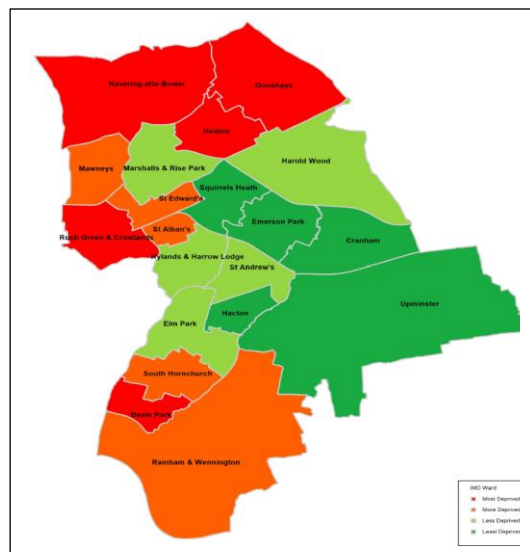 Havering-atte-Bower
Gooshays
Heaton
Harold Wood
Mawneys
Marshalls & Rise Park
Squirrels Heath
St Edward's
Emerson Park
St Alban's
Rush Green & Crowlands
Cranham
Hylands & Harrow Lodge
St Andrew's
Upminster
Hacton
Elm Park
South Hornchurch
Beam Park
Rainham & Wennington
IMD Ward
Most Deprived
More Deprived
Less Deprived
Least Deprived